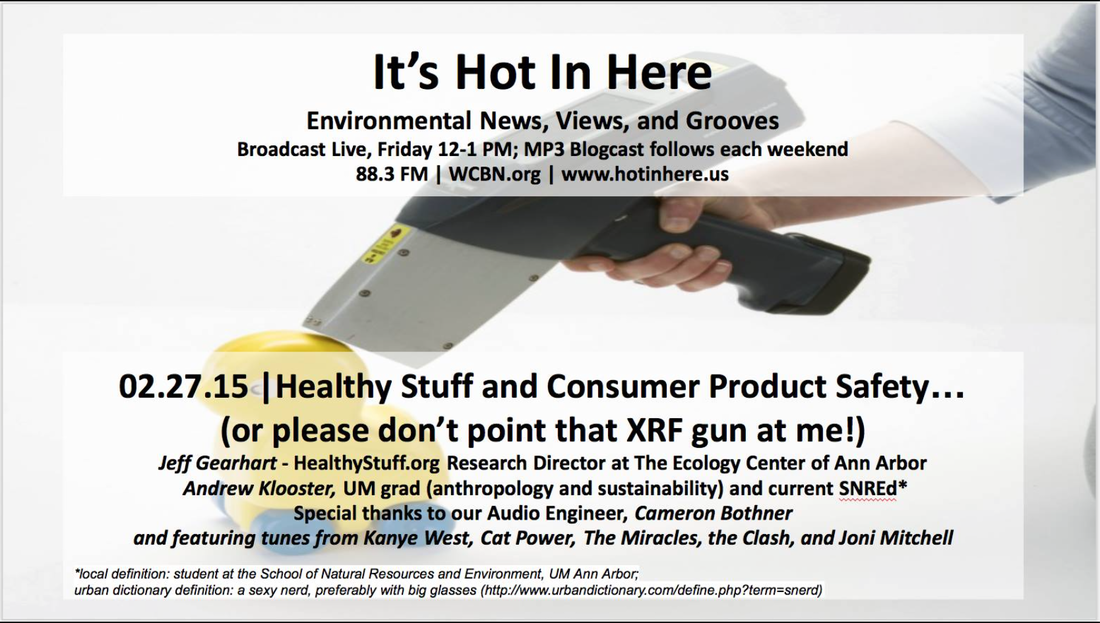 It's Hot In Here
Environmental News, Views, and Grooves
Broadcast Live, Friday 12-1 PM; MP3 Blogcast follows each weekend
88.3 FM | WCBN.org | www.hotinhere.us
02.27.15 |Healthy Stuff and Consumer Product Safety…
(or please don't point that XRF gun at me!)
Jeff Gearhart - HealthyStuff.org Research Director at The Ecology Center of Ann Arbor
Andrew Klooster, UM grad (anthropology and sustainability) and current SNREd*
Special thanks to our Audio Engineer, Cameron Bothner
and featuring tunes from Kanye West, Cat Power, The Miracles, the Clash, and Joni Mitchell
*local definition: student at the School of Natural Resources and Environment, UM Ann Arbor;
urban dictionary definition: a sexy nerd, preferably with big glasses (http://www.urbandictionary.com/define.php?term=snerd)